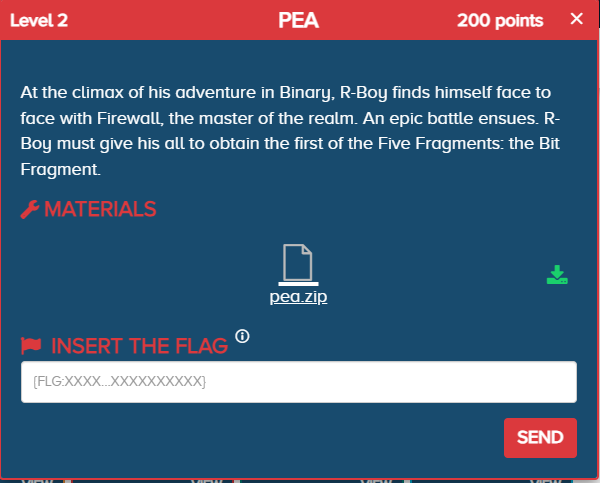 Level 2 PEA 200 points ×
At the climax of his adventure in Binary, R-Boy finds himself face to
face with Firewall, the master of the realm. An epic battle ensues. R-
Boy must give his all to obtain the first of the Five Fragments: the Bit
Fragment.
MATERIALS
pea.zip
INSERT THE FLAG
{FLG:XXXX...XXXXXXXXXX}
SEND